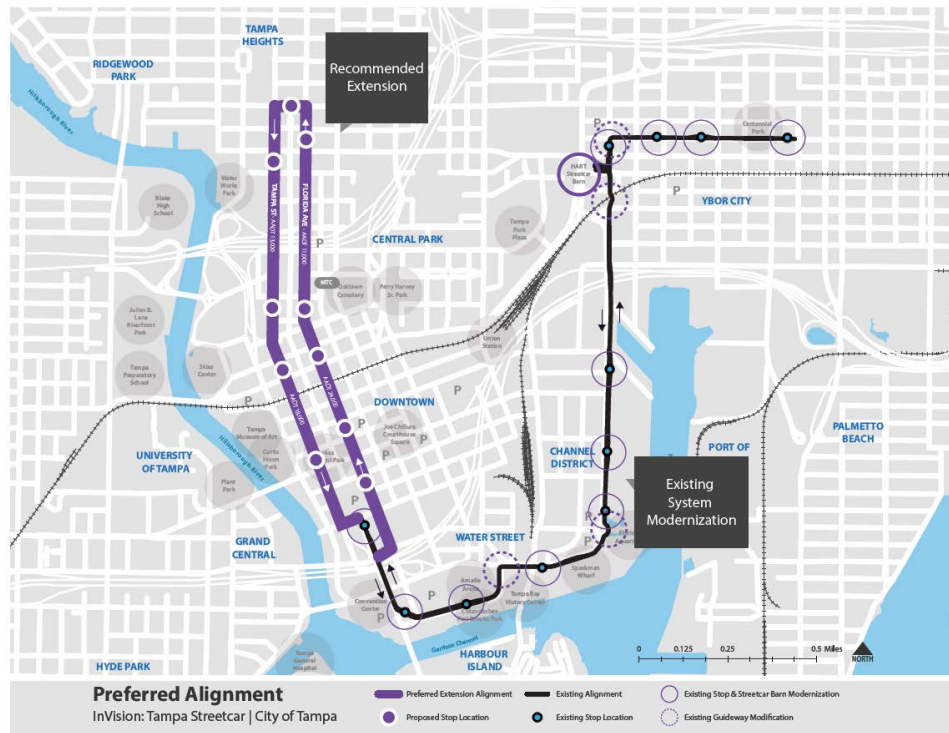 TAMPA
HEIGHTS
RIDGEWOOD
PARK
Recommended
Extension
Hillsborough River
Centennial
Park
P
HART
Streetcar
Barn
P
YBOR CITY
Water
Works
Park
Blake
High
School
TAMPA ST
FLORIDA AVE
P
CENTRAL PARK
Tampa
Park
Plaza
MTC
Oaklawn
Cemetery
Perry Harvey
Sr. Park
Julian B.
Lane
Riverfront
Park
Union
Station
Tampa
Preparatory
School
Straz
Center
P
P
DOWNTOWN
Tampa
Museum of Art
Curtis
Hixon
Park
Joe Chillura
Courthouse
Square
P
P
UNIVERSITY
OF TAMPA
Hillsborough River
Plant
Park
CHANNEL
DISTRICT
PORT OF
PALMETTO
BEACH
Existing
System
Modernization
P
P
P
GRAND
CENTRAL
WATER STREET
Sparkman
Wharf
Amalie
Arena
Convention
Center
P
P
Tampa Bay
History Center
Garrison Channel
Tampa
General
Hospital
HARBOUR
ISLAND
HYDE PARK
0 0.125 0.25 0.5 Miles
NORTH
Preferred Alignment
InVision: Tampa Streetcar | City of Tampa
Preferred Extension Alignment
Existing Alignment
Existing Stop & Streetcar Barn Modernization
Proposed Stop Location
Existing Stop Location
Existing Guideway Modification